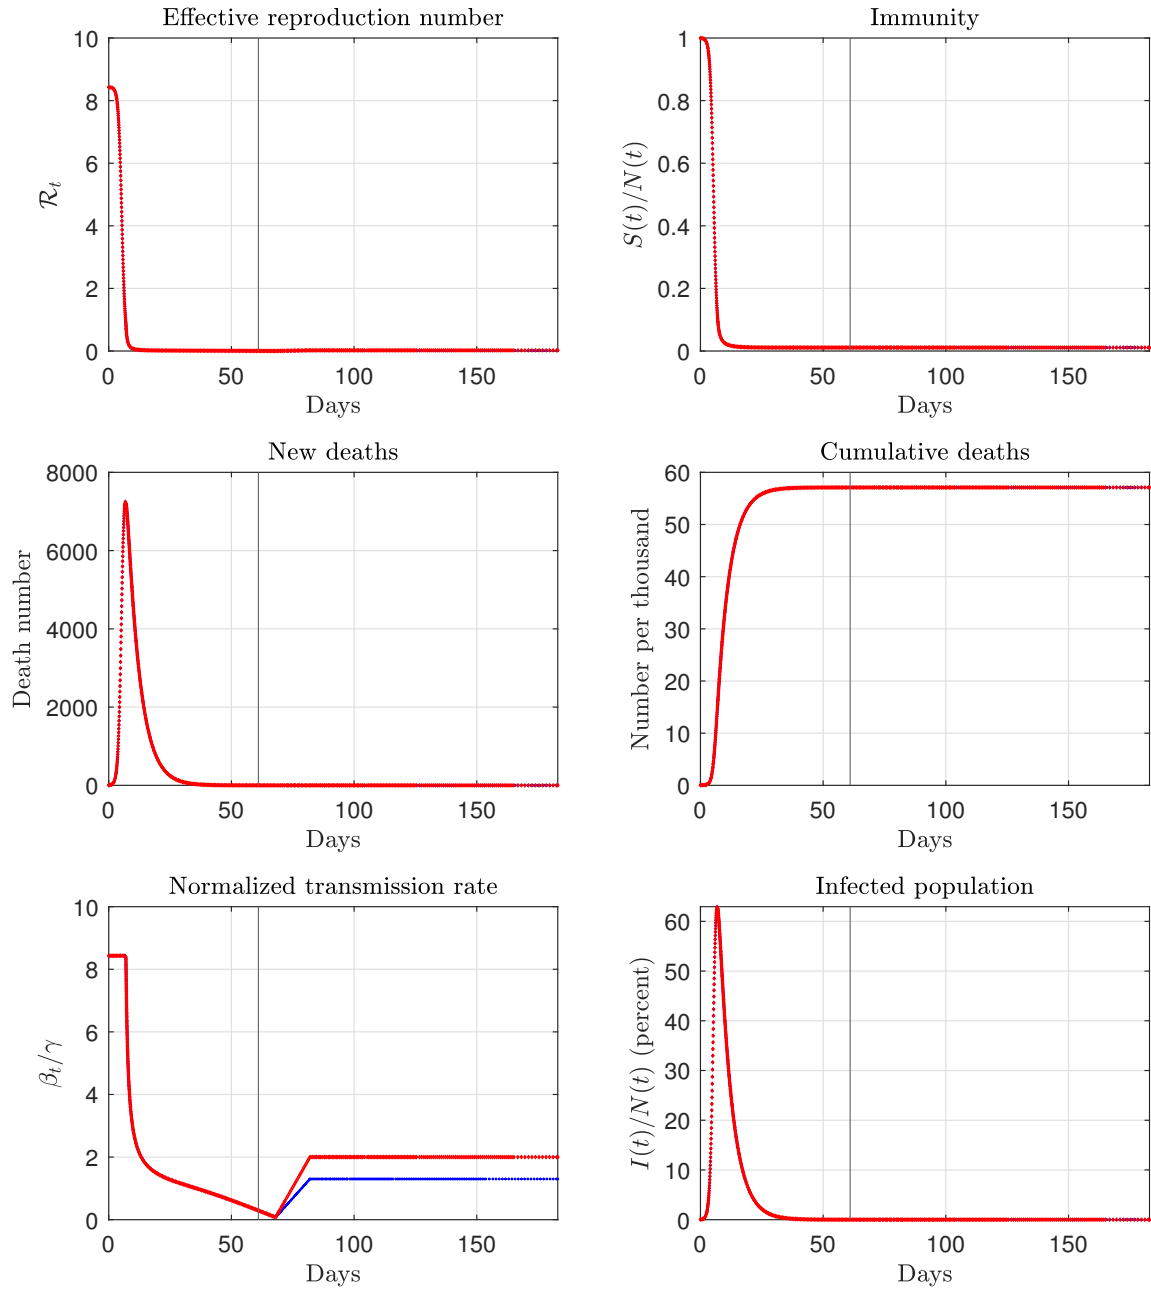 Effective reproduction number
10
8
6
4
2
0
ℛt
0 50 100 150
Days
Immunity
1
0.8
0.6
0.4
0.2
0
S(t)/N(t)
0 50 100 150
Days
New deaths
8000
6000
4000
2000
0
Death number
0 50 100 150
Days
Cumulative deaths
60
50
40
30
20
10
0
Number per thousand
0 50 100 150
Days
Normalized transmission rate
10
8
6
4
2
0
βt/γ
0 50 100 150
Days
Infected population
60
50
40
30
20
10
0
I(t)/N(t) (percent)
0 50 100 150
Days